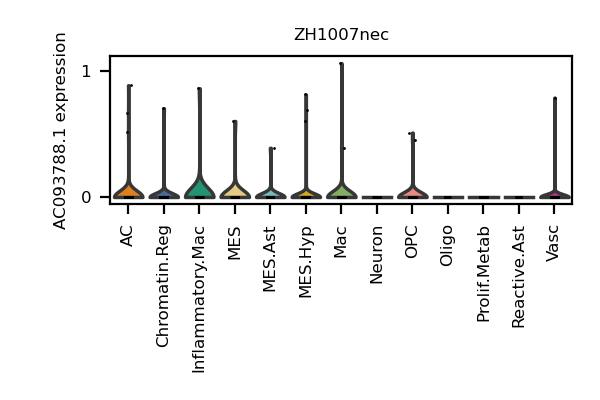 ZH1007nec
AC093788.1 expression
1
0
AC
Chromatin.Reg
Inflammatory.Mac
MES
MES.Ast
MES.Hyp
Mac
Neuron
OPC
Oligo
Prolif.Metab
Reactive.Ast
Vasc